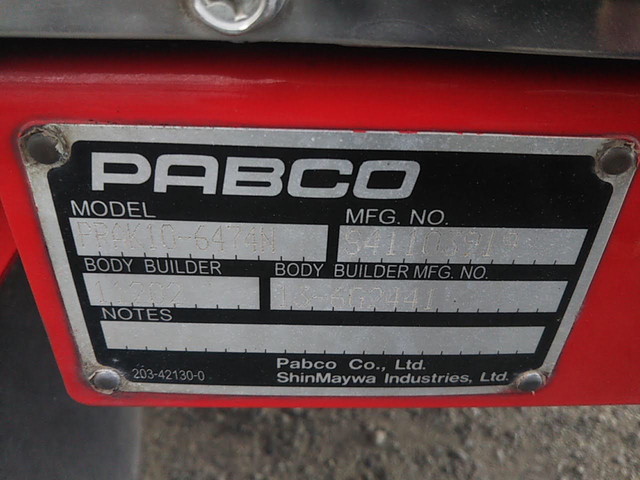 PABCO
MODEL
MFG. NO.
BODY BUILDER
BODY BUILDER MFG. NO.
NOTES
203-42130-0
Pabco Co., Ltd.
ShinMaywa Industries, Ltd.